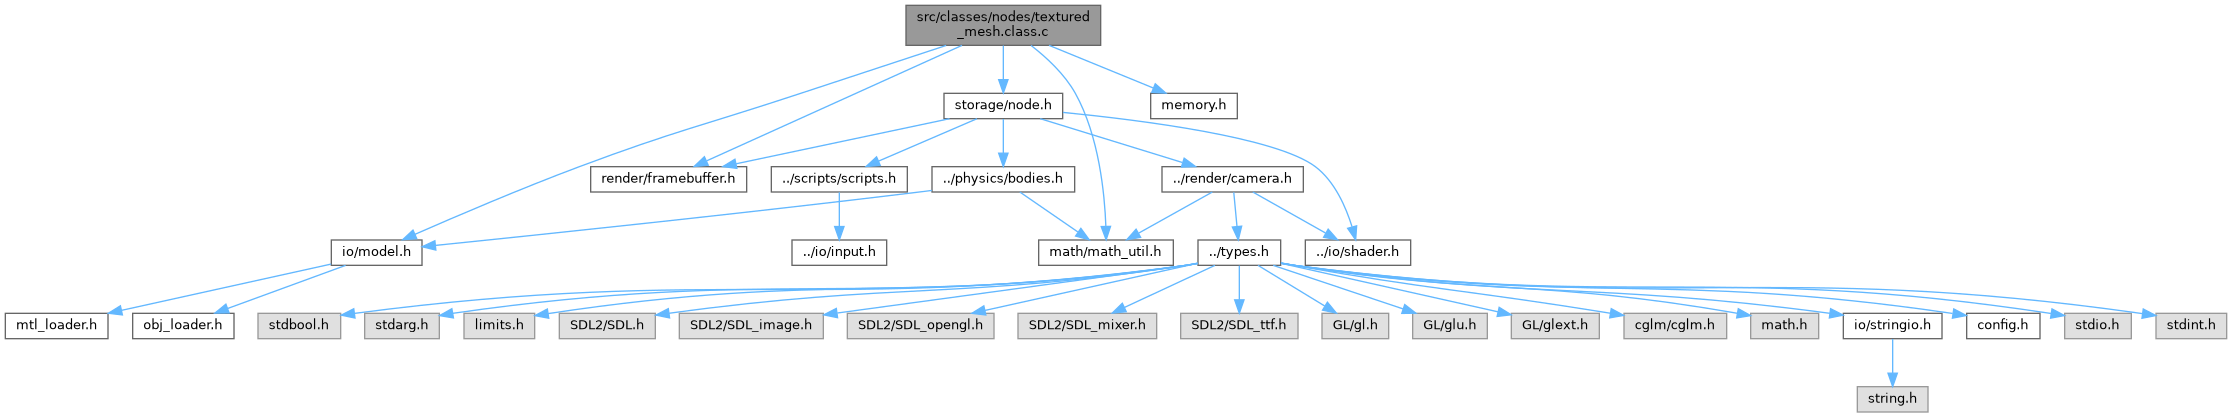 src/classes/nodes/textured
_mesh.class.c
storage/node.h
memory.h
render/framebuffer.h
../scripts/scripts.h
../physics/bodies.h
../render/camera.h
io/model.h
../io/input.h
math/math_util.h
../types.h
../io/shader.h
mtl_loader.h
obj_loader.h
stdbool.h
stdarg.h
limits.h
SDL2/SDL.h
SDL2/SDL_image.h
SDL2/SDL_opengl.h
SDL2/SDL_mixer.h
SDL2/SDL_ttf.h
GL/gl.h
GL/glu.h
GL/glext.h
cglm/cglm.h
math.h
io/stringio.h
config.h
stdio.h
stdint.h
string.h